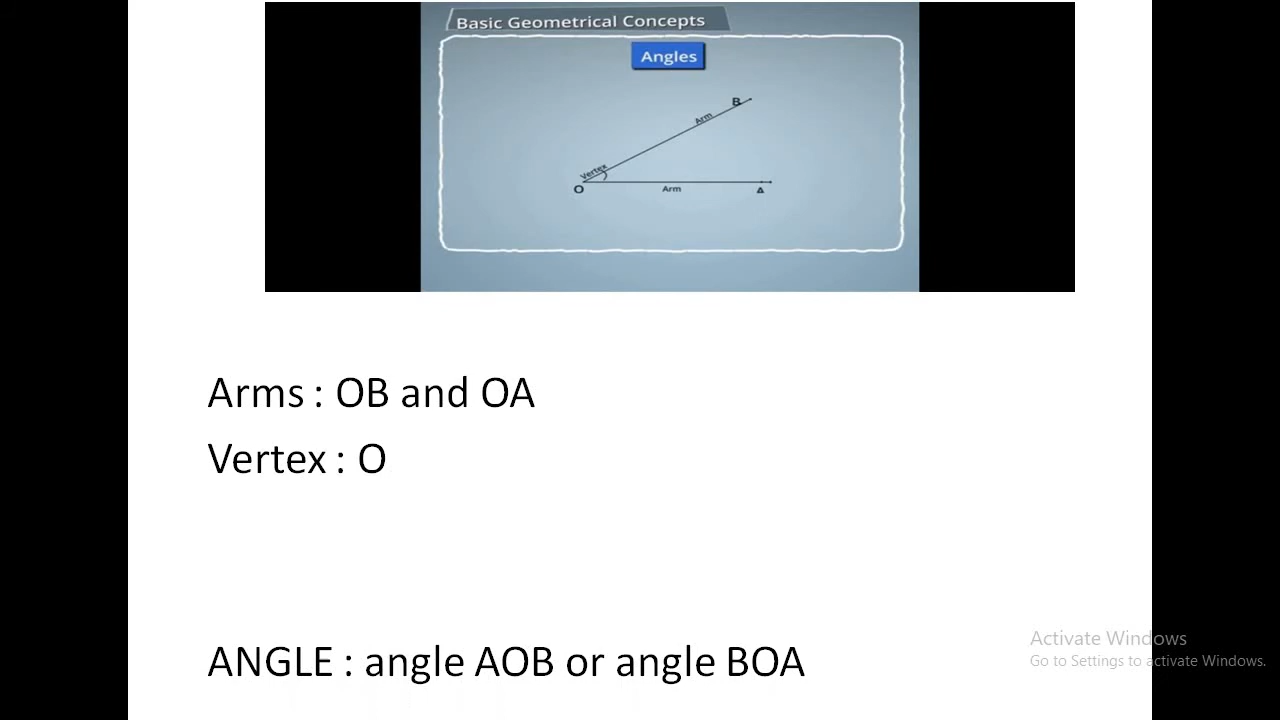 Basic Geometrical Concepts
Angles
B
Arm
Vertex
O
Arm
A
Arms : OB and OA
Vertex : O
Activate Windows
Go to Settings to activate Windows.
ANGLE : angle AOB or angle BOA